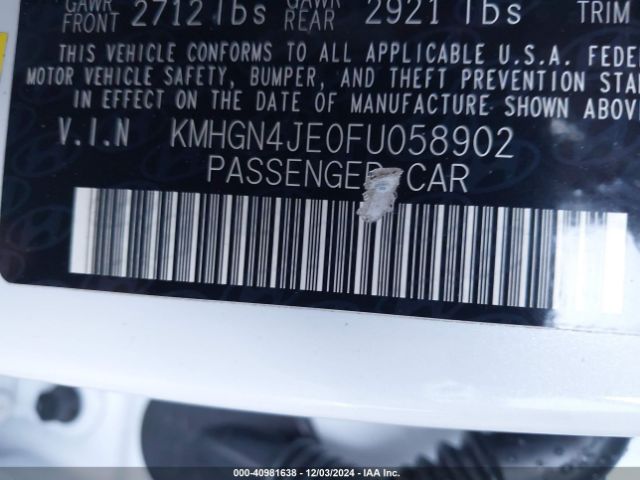 GAWR FRONT 2712 lbs GAWR REAR 2921 lbs TRIM
THIS VEHICLE CONFORMS TO ALL APPLICABLE U.S.A. FEDE
MOTOR VEHICLE SAFETY, BUMPER, AND THEFT PREVENTION STAN
IN EFFECT ON THE DATE OF MANUFACTURE SHOWN ABOV
V.I.N KMHGN4JE0FU058902
PASSENGER CAR
000-40981638 - 12/03/2024 - IAA Inc.